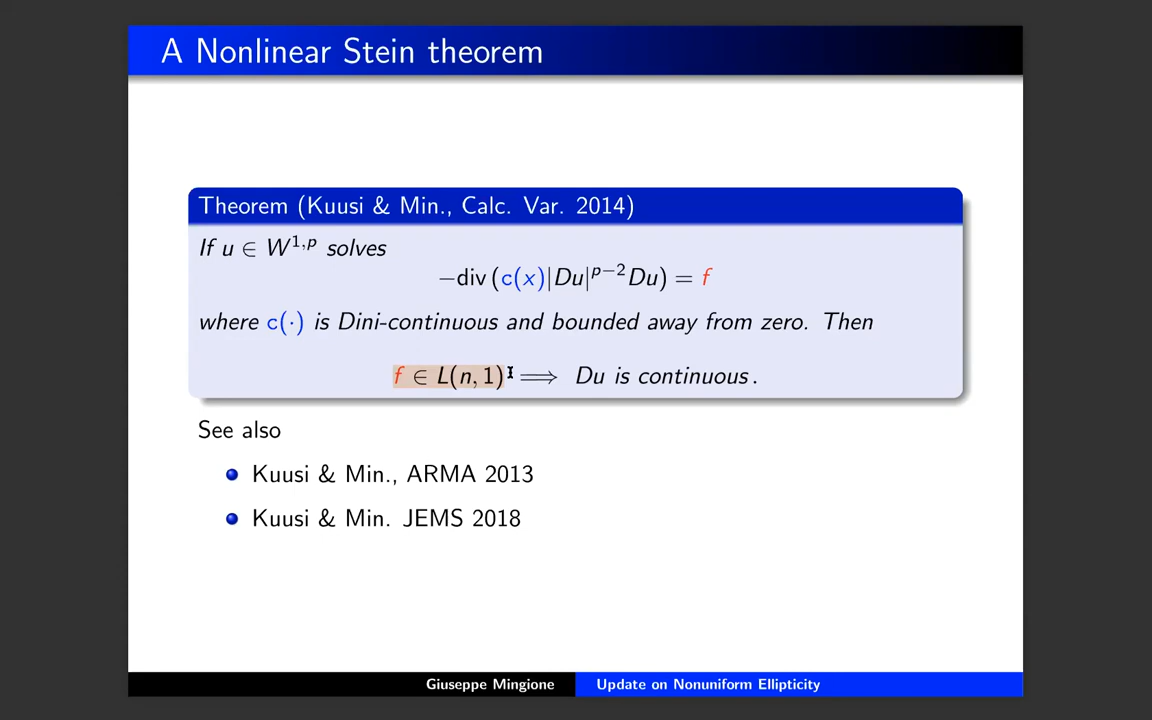 A Nonlinear Stein theorem
Theorem (Kuusi & Min., Calc. Var. 2014)
If u ∈ W^{1,p} solves
−div (c(x)|Du|^{p−2}Du) = f
where c(·) is Dini-continuous and bounded away from zero. Then
f ∈ L(n, 1) ⟹ Du is continuous .
See also
Kuusi & Min., ARMA 2013
Kuusi & Min. JEMS 2018
Giuseppe Mingione Update on Nonuniform Ellipticity